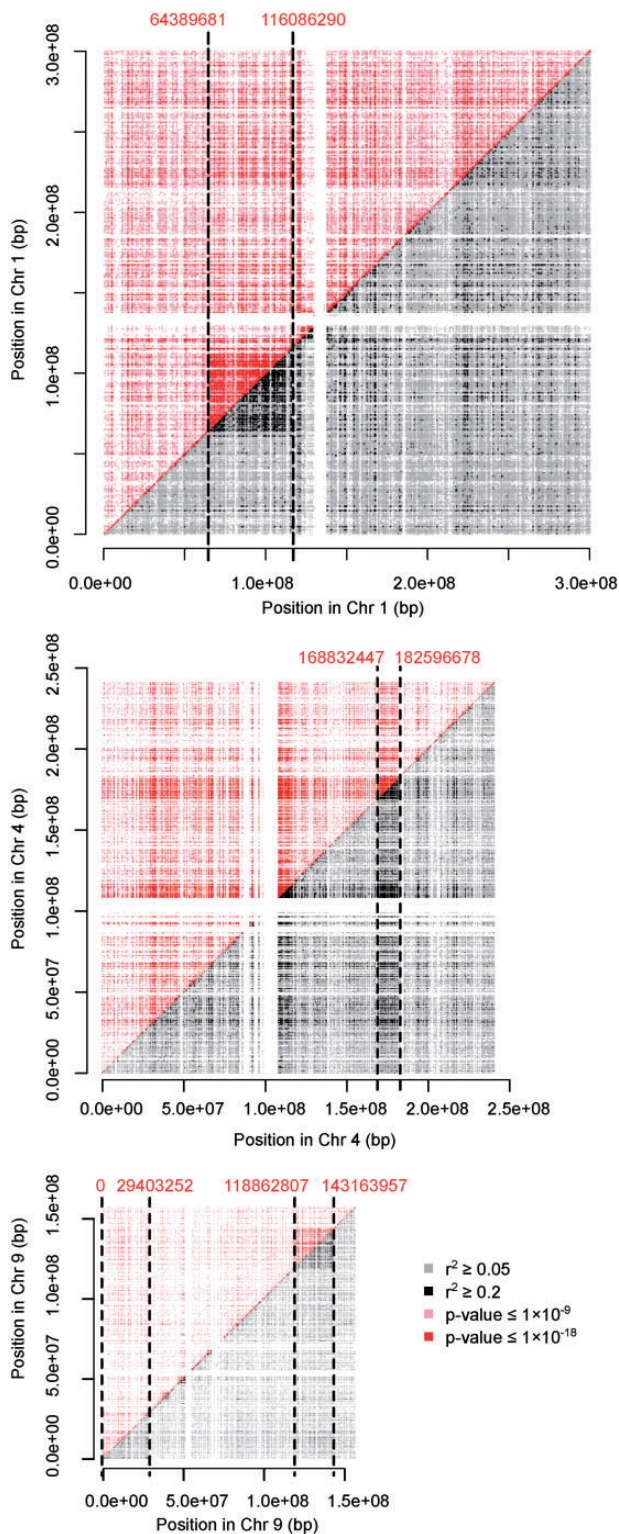 64389681 116086290
3.0e+08
2.0e+08
1.0e+08
0.0e+00
Position in Chr 1 (bp)
0.0e+00 1.0e+08 2.0e+08 3.0e+08
Position in Chr 1 (bp)
168832447 182596678
2.5e+08
2.0e+08
1.5e+08
1.0e+08
5.0e+07
0.0e+00
Position in Chr 4 (bp)
0.0e+00 5.0e+07 1.0e+08 1.5e+08 2.0e+08 2.5e+08
Position in Chr 4 (bp)
0 29403252 118862807 143163957
1.5e+08
1.0e+08
5.0e+07
0.0e+00
Position in Chr 9 (bp)
0.0e+00 5.0e+07 1.0e+08 1.5e+08
Position in Chr 9 (bp)
r² ≥ 0.05
r² ≥ 0.2
p-value ≤ 1×10⁻⁹
p-value ≤ 1×10⁻¹⁸